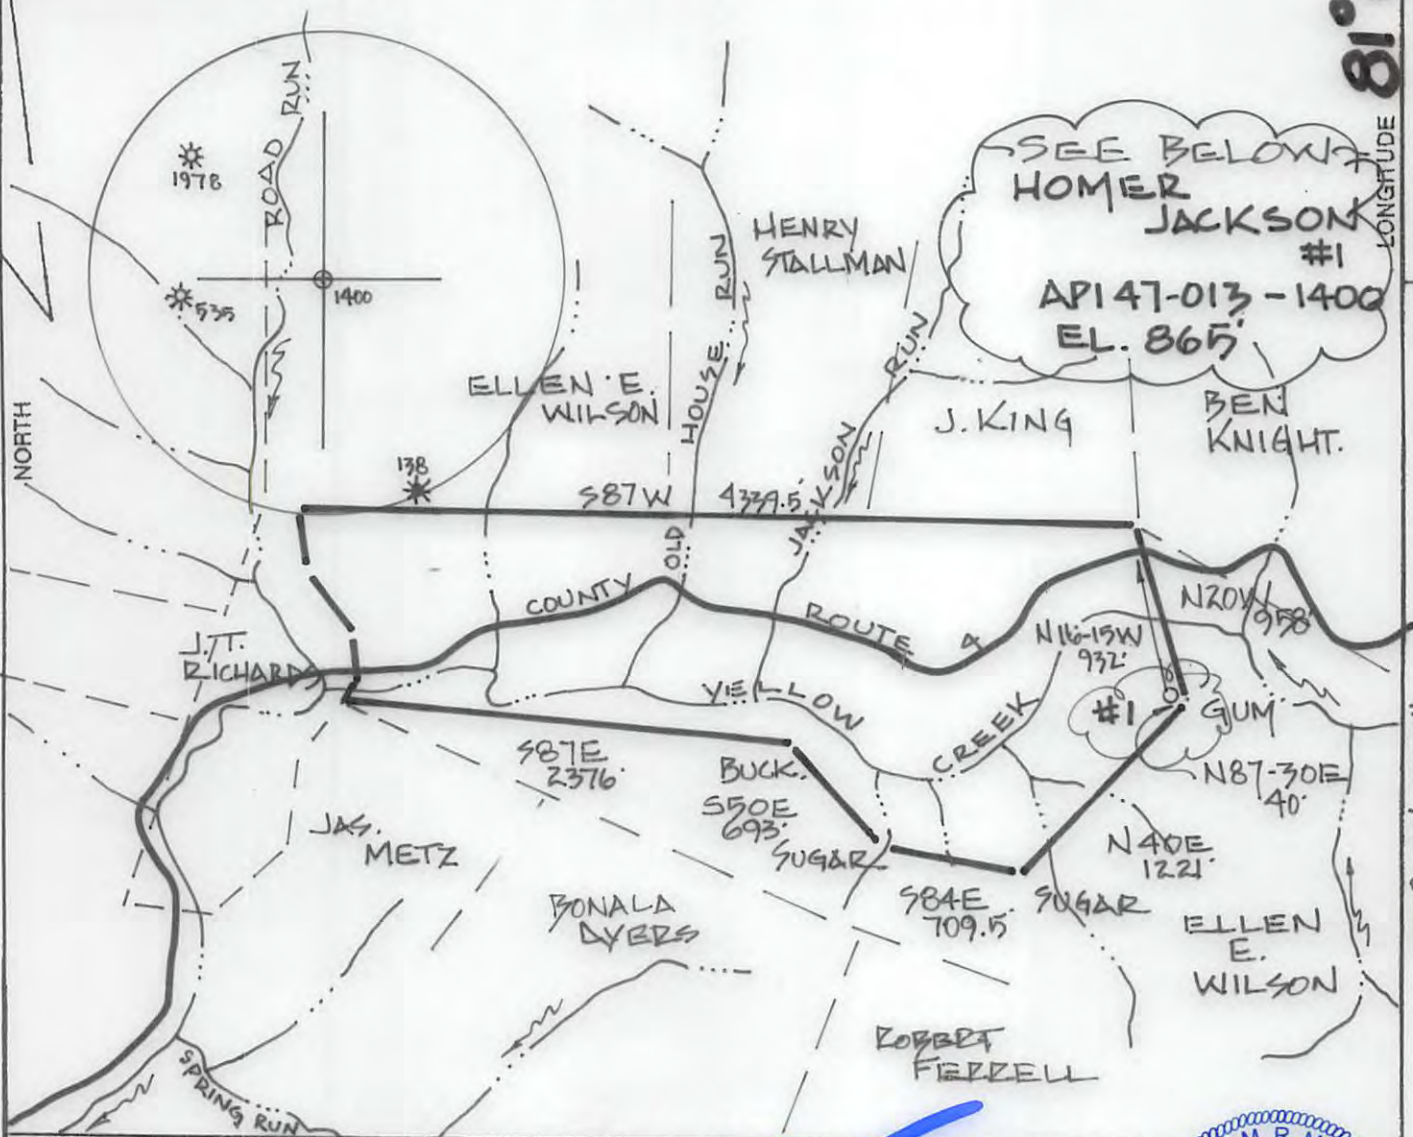 81°
LONGITUDE
SEE BELOW
HOMER
JACKSON
#1
API 47-013-1400
EL. 865'
ROAD RUN
1978
535
1400
138
NORTH
HENRY
STALLMAN
OLD HOUSE RUN
JACKSON RUN
ELLEN E.
WILSON
J. KING
BEN
KNIGHT.
S87W 4339.5'
COUNTY ROUTE 4
N20W
958'
N16-15W
932'
J.T.
RICHARDS
YELLOW CREEK
#1
GUM
S87E
2376'
BUCK.
S50E
693'
SUGAR
N87-30E
40'
N40E
1221'
JAS.
METZ
S84E
709.5'
SUGAR
BONALA
AYERS
ELLEN
E.
WILSON
ROBERT
FERRELL
SPRING RUN